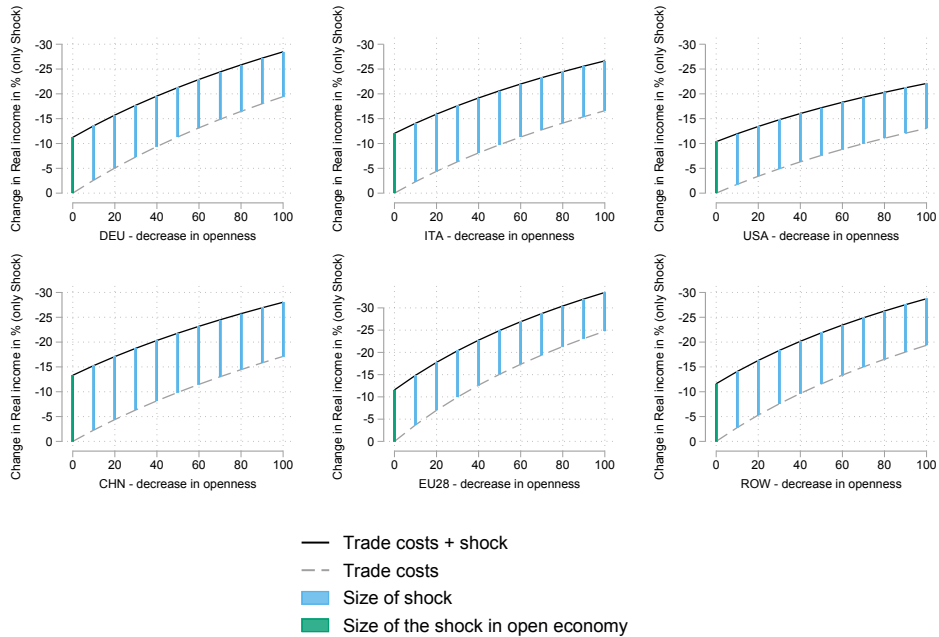 Change in Real income in % (only Shock)
-30
-25
-20
-15
-10
-5
0
0 20 40 60 80 100
DEU - decrease in openness
Change in Real income in % (only Shock)
-30
-25
-20
-15
-10
-5
0
0 20 40 60 80 100
ITA - decrease in openness
Change in Real income in % (only Shock)
-30
-25
-20
-15
-10
-5
0
0 20 40 60 80 100
USA - decrease in openness
Change in Real income in % (only Shock)
-30
-25
-20
-15
-10
-5
0
0 20 40 60 80 100
CHN - decrease in openness
Change in Real income in % (only Shock)
-30
-25
-20
-15
-10
-5
0
0 20 40 60 80 100
EU28 - decrease in openness
Change in Real income in % (only Shock)
-30
-25
-20
-15
-10
-5
0
0 20 40 60 80 100
ROW - decrease in openness
Trade costs + shock
Trade costs
Size of shock
Size of the shock in open economy